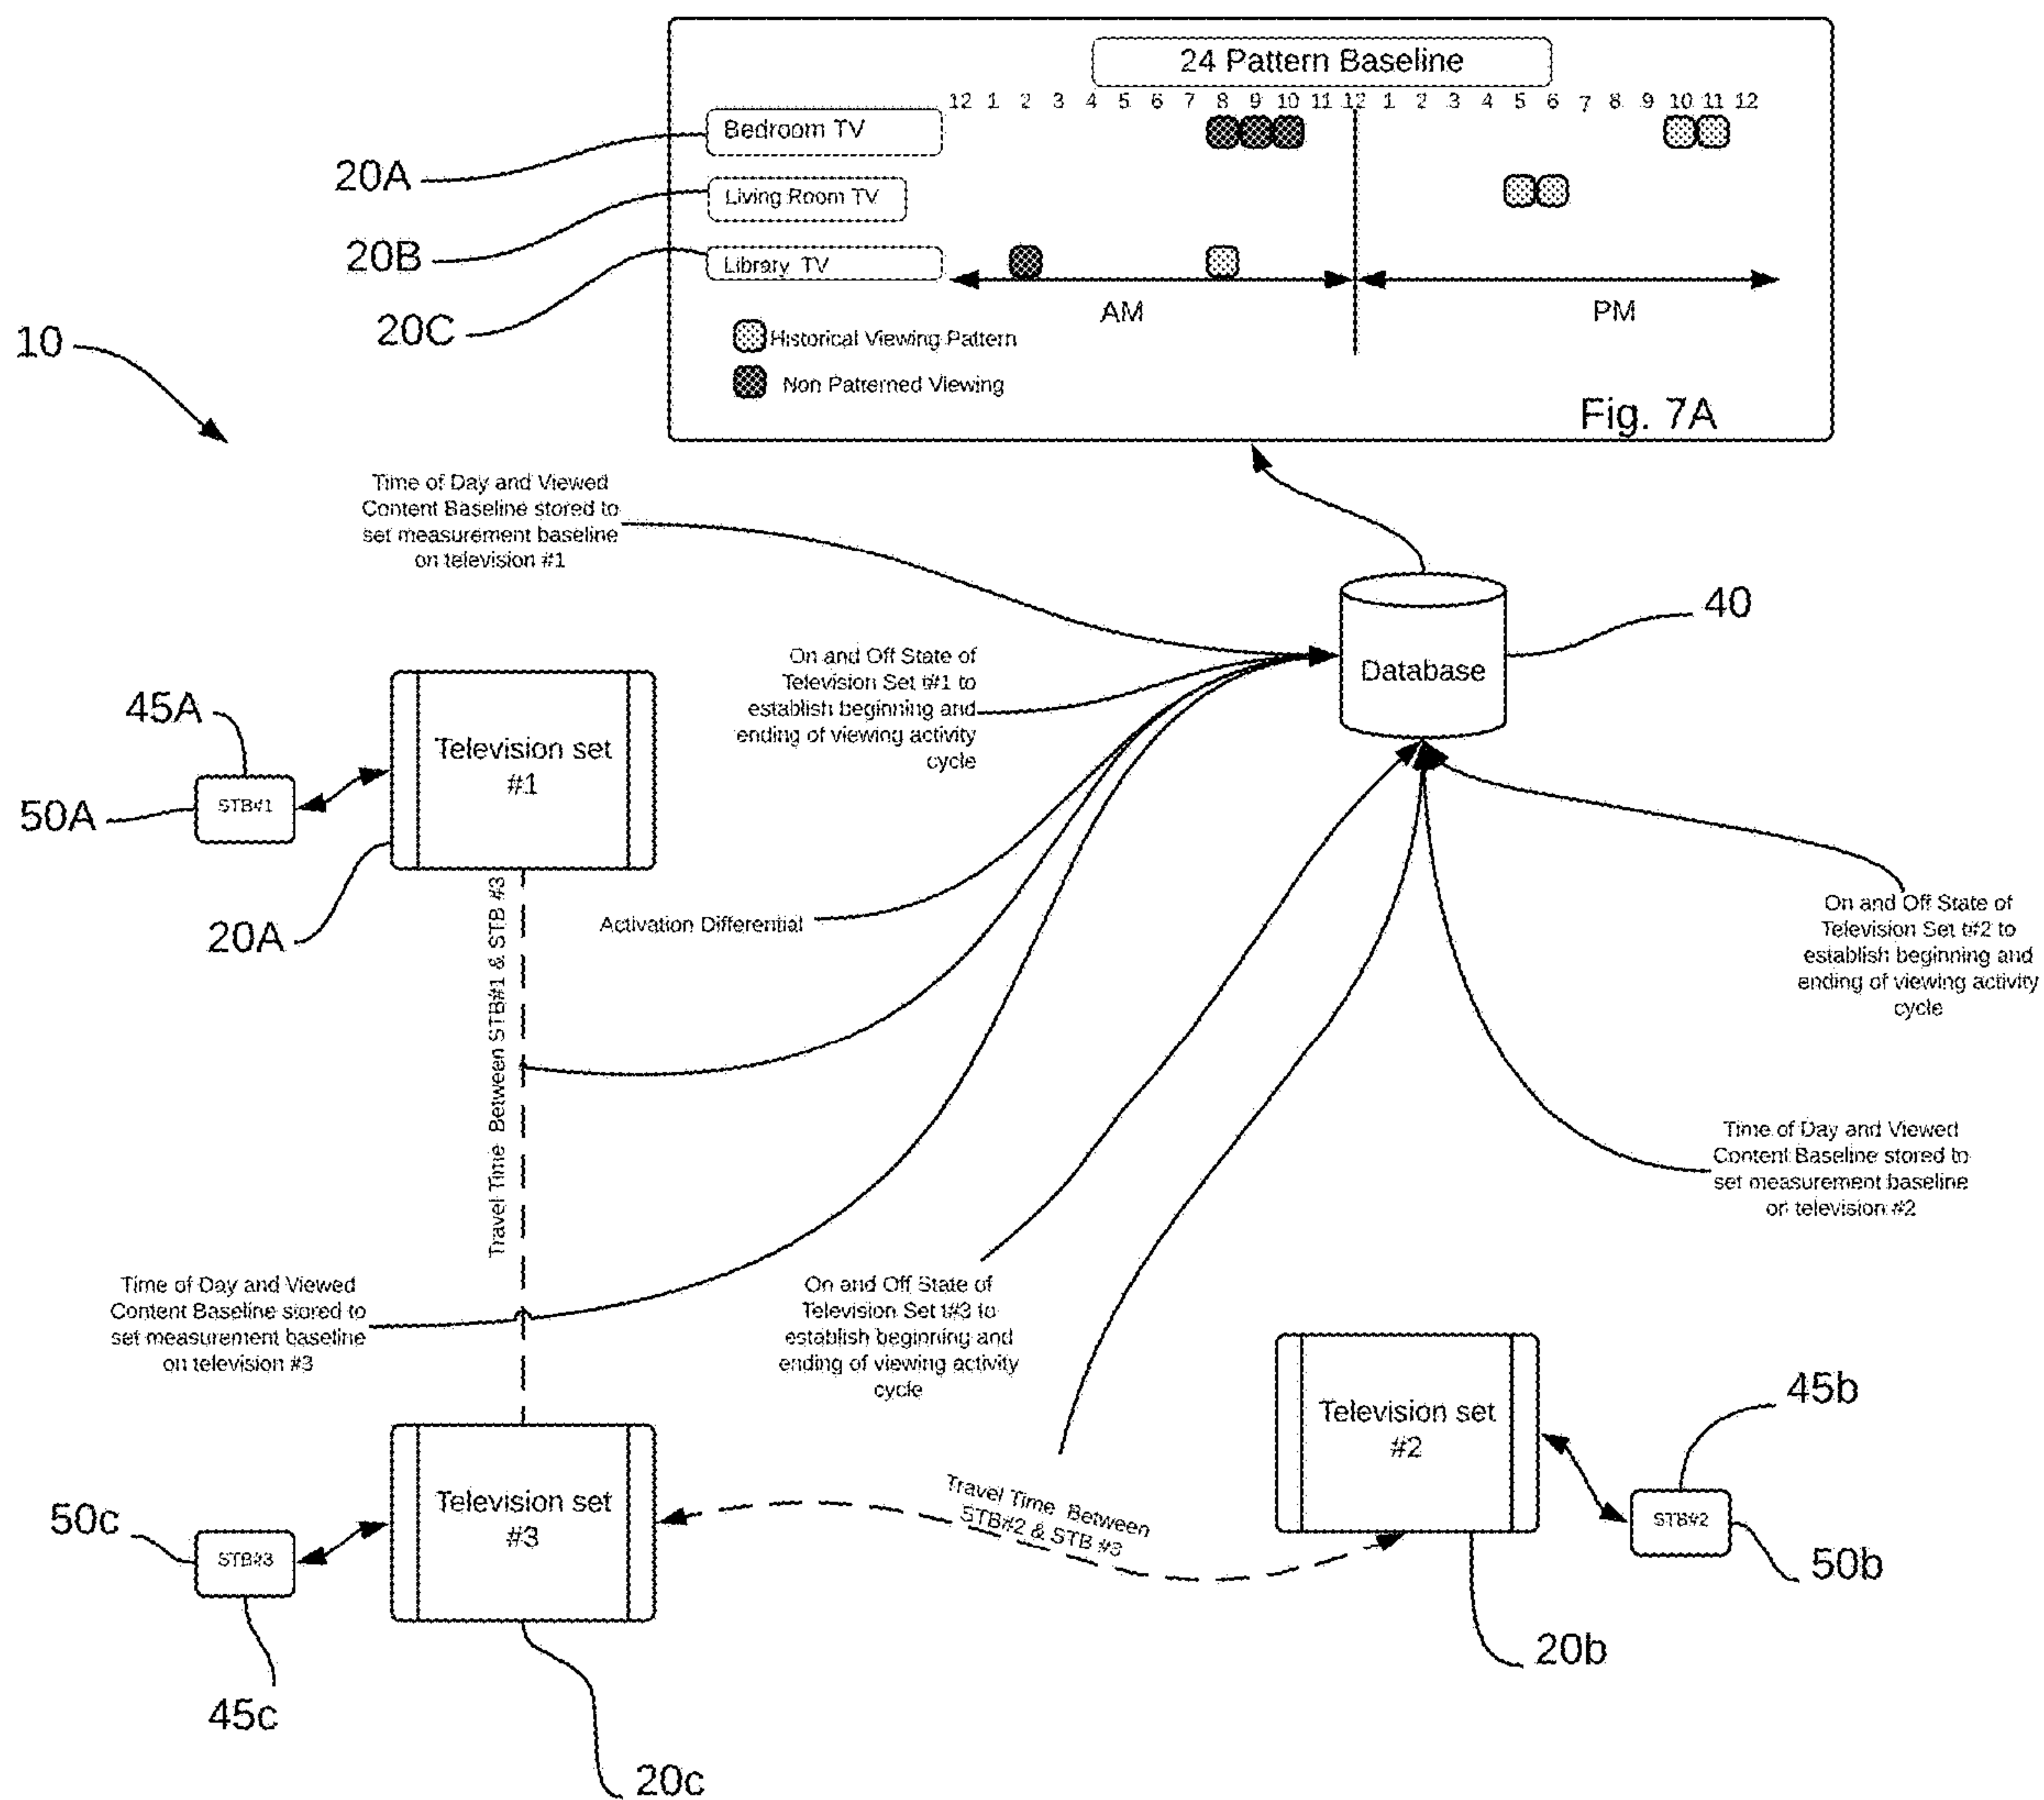 24 Pattern Baseline
12 1 2 3 4 5 6 7 8 9 10 11 12 1 2 3 4 5 6 7 8 9 10 11 12
Bedroom TV
20A
Living Room TV
20B
Library TV
20C
AM
PM
Historical Viewing Pattern
Non Patterned Viewing
Fig. 7A
10
Time of Day and Viewed
Content Baseline stored to
set measurement baseline
on television #1
40
Database
On and Off State of
Television Set t#1 to
establish beginning and
ending of viewing activity
cycle
45A
Television set
#1
STB#1
50A
20A
Activation Differential
Travel Time Between STB#1 & STB #3
On and Off State of
Television Set t#2 to
establish beginning and
ending of viewing activity
cycle
Time of Day and Viewed
Content Baseline stored to
set measurement baseline
on television #2
Time of Day and Viewed
Content Baseline stored to
set measurement baseline
on television #3
On and Off State of
Television Set t#3 to
establish beginning and
ending of viewing activity
cycle
Television set
#2
45b
STB#2
50b
20b
Travel Time Between
STB#2 & STB #3
Television set
#3
50c
STB#3
45c
20c